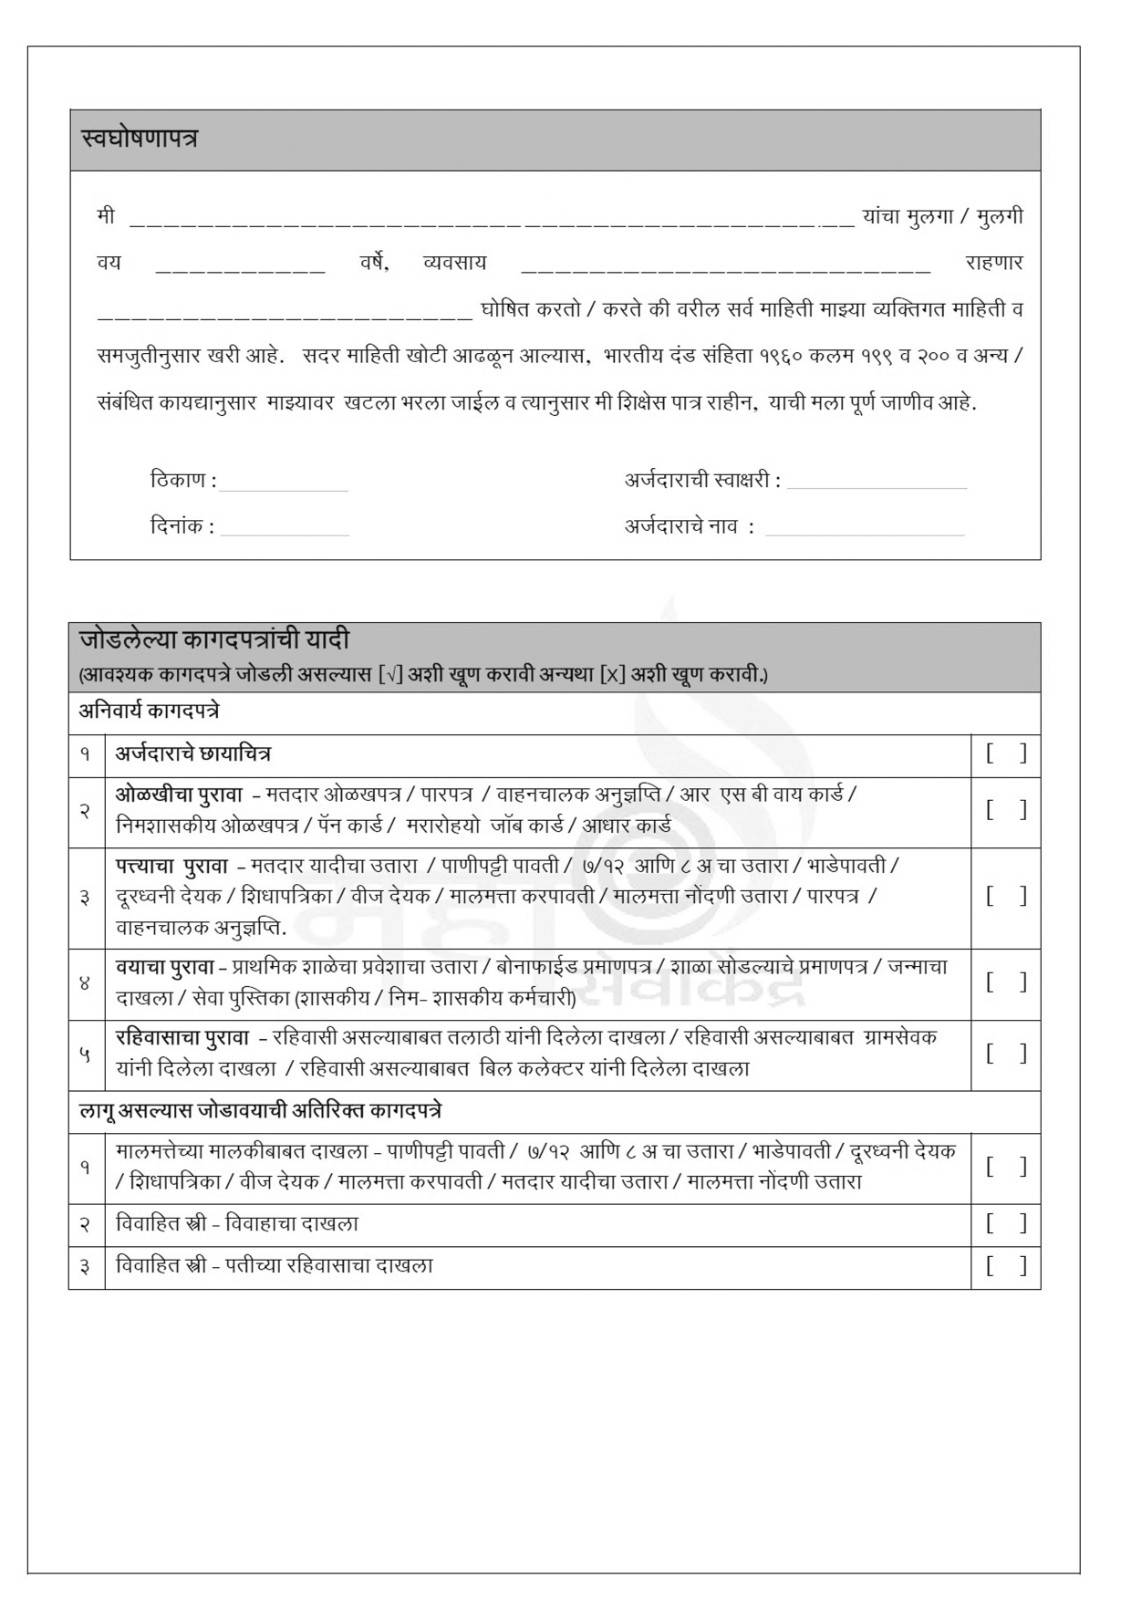 स्वघोषणापत्र
मी ____________________________________________ यांचा मुलगा / मुलगी
वय __________ वर्षे, व्यवसाय ________________________ राहणार
______________________ घोषित करतो / करते की वरील सर्व माहिती माझ्या व्यक्तिगत माहिती व
समजुतीनुसार खरी आहे. सदर माहिती खोटी आढळून आल्यास, भारतीय दंड संहिता १९६० कलम १९९ व २०० व अन्य /
संबंधित कायद्यानुसार माझ्यावर खटला भरला जाईल व त्यानुसार मी शिक्षेस पात्र राहीन, याची मला पूर्ण जाणीव आहे.
ठिकाण : ____________ अर्जदाराची स्वाक्षरी : ________________
दिनांक : ____________ अर्जदाराचे नाव : __________________
जोडलेल्या कागदपत्रांची यादी
(आवश्यक कागदपत्रे जोडली असल्यास [√] अशी खूण करावी अन्यथा [X] अशी खूण करावी.)
अनिवार्य कागदपत्रे
१ अर्जदाराचे छायाचित्र [ ]
२ ओळखीचा पुरावा - मतदार ओळखपत्र / पारपत्र / वाहनचालक अनुज्ञप्ति / आर एस बी वाय कार्ड /
निमशासकीय ओळखपत्र / पॅन कार्ड / मरारोहयो जॉब कार्ड / आधार कार्ड [ ]
३ पत्त्याचा पुरावा - मतदार यादीचा उतारा / पाणीपट्टी पावती / ७/१२ आणि ८ अ चा उतारा / भाडेपावती /
दूरध्वनी देयक / शिधापत्रिका / वीज देयक / मालमत्ता करपावती / मालमत्ता नोंदणी उतारा / पारपत्र / [ ]
वाहनचालक अनुज्ञप्ति.
४ वयाचा पुरावा - प्राथमिक शाळेचा प्रवेशाचा उतारा / बोनाफाईड प्रमाणपत्र / शाळा सोडल्याचे प्रमाणपत्र / जन्माचा
दाखला / सेवा पुस्तिका (शासकीय / निम- शासकीय कर्मचारी) [ ]
५ रहिवासाचा पुरावा - रहिवासी असल्याबाबत तलाठी यांनी दिलेला दाखला / रहिवासी असल्याबाबत ग्रामसेवक
यांनी दिलेला दाखला / रहिवासी असल्याबाबत बिल कलेक्टर यांनी दिलेला दाखला [ ]
लागू असल्यास जोडावयाची अतिरिक्त कागदपत्रे
१ मालमत्तेच्या मालकीबाबत दाखला - पाणीपट्टी पावती / ७/१२ आणि ८ अ चा उतारा / भाडेपावती / दूरध्वनी देयक
/ शिधापत्रिका / वीज देयक / मालमत्ता करपावती / मतदार यादीचा उतारा / मालमत्ता नोंदणी उतारा [ ]
२ विवाहित स्त्री - विवाहाचा दाखला [ ]
३ विवाहित स्त्री - पतीच्या रहिवासाचा दाखला [ ]
महा
सेवाकेंद्र